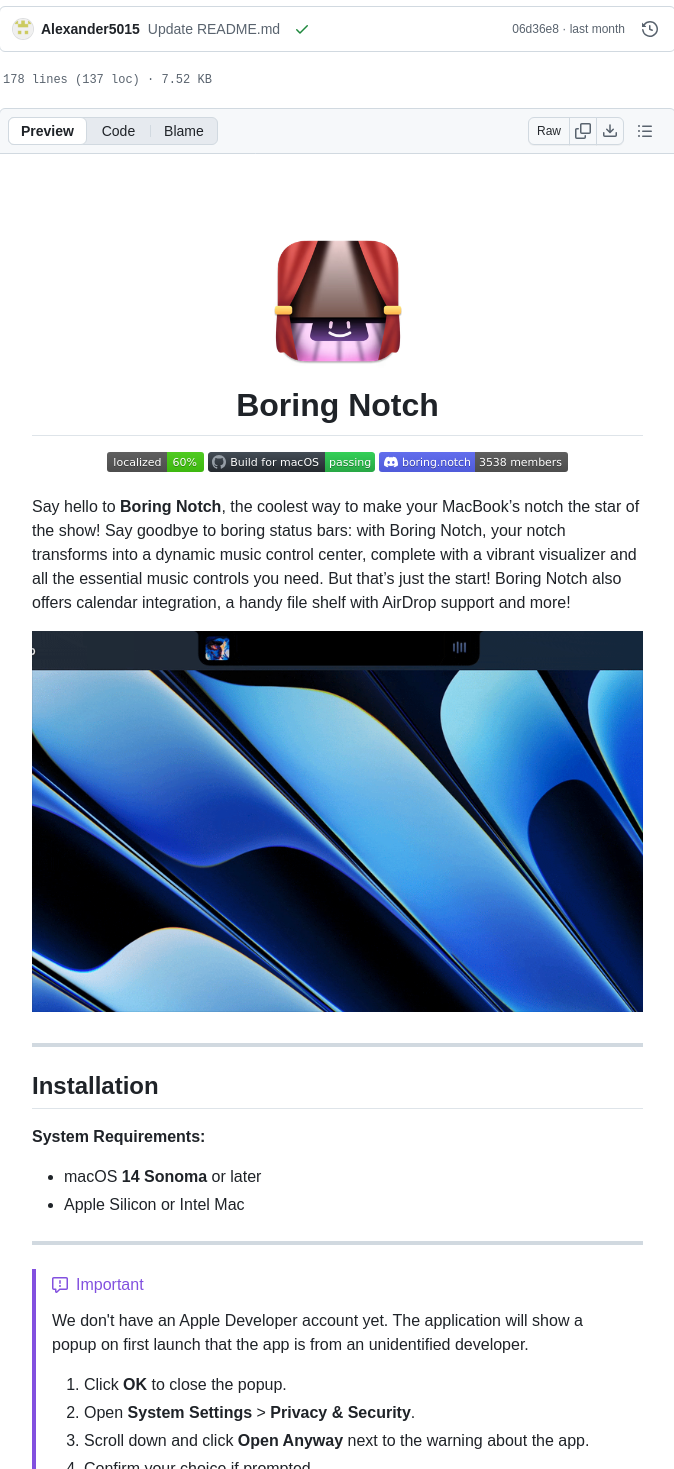 Alexander5015 Update README.md 06d36e8 · last month
178 lines (137 loc) · 7.52 KB
Preview Code Blame Raw
Boring Notch
localized 60% Build for macOS passing boring.notch 3538 members
Say hello to Boring Notch, the coolest way to make your MacBook’s notch the star of
the show! Say goodbye to boring status bars: with Boring Notch, your notch
transforms into a dynamic music control center, complete with a vibrant visualizer and
all the essential music controls you need. But that’s just the start! Boring Notch also
offers calendar integration, a handy file shelf with AirDrop support and more!
Installation
System Requirements:
macOS 14 Sonoma or later
Apple Silicon or Intel Mac
Important
We don't have an Apple Developer account yet. The application will show a
popup on first launch that the app is from an unidentified developer.
1. Click OK to close the popup.
2. Open System Settings > Privacy & Security.
3. Scroll down and click Open Anyway next to the warning about the app.
4. Confirm your choice if prompted.